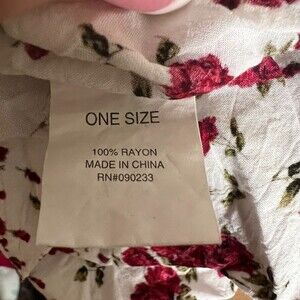 ONE SIZE
100% RAYON
MADE IN CHINA
RN#090233